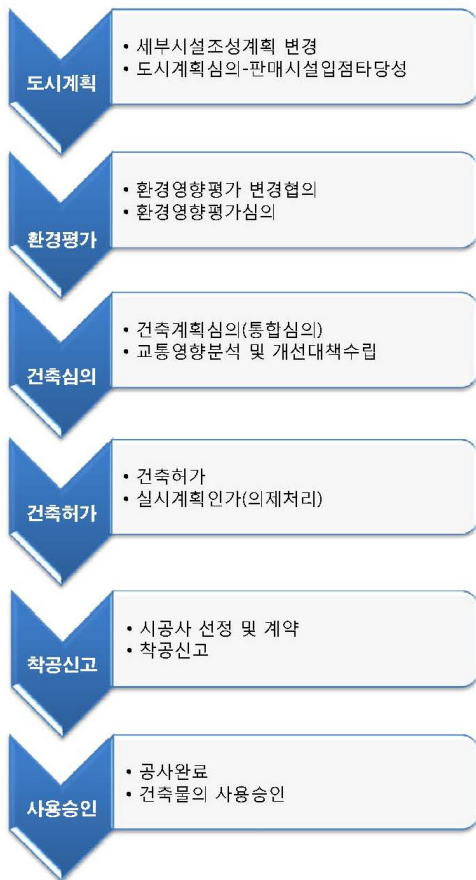 도시계획
• 세부시설조성계획 변경
• 도시계획심의-판매시설입점타당성
환경평가
• 환경영향평가 변경협의
• 환경영향평가심의
건축심의
• 건축계획심의(통합심의)
• 교통영향분석 및 개선대책수립
건축허가
• 건축허가
• 실시계획인가(의제처리)
착공신고
• 시공사 선정 및 계약
• 착공신고
사용승인
• 공사완료
• 건축물의 사용승인